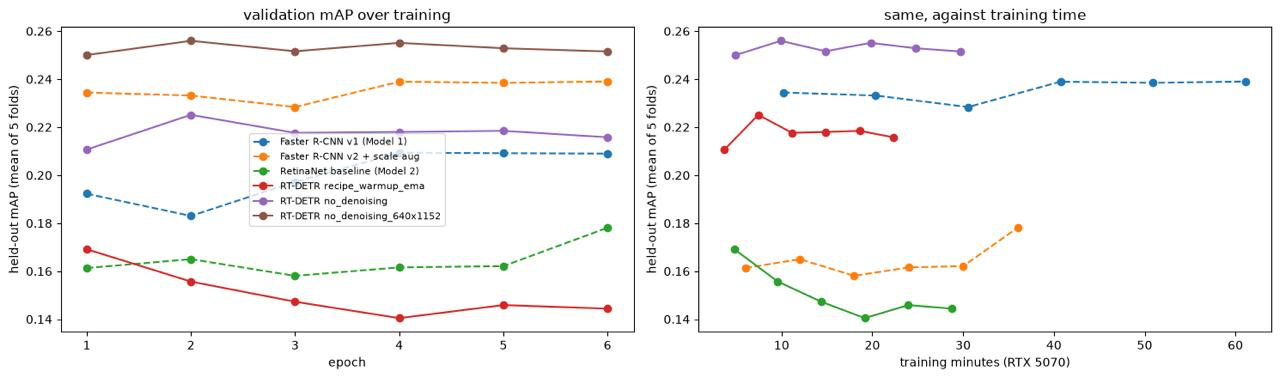 validation mAP over training
held-out mAP (mean of 5 folds)
0.26
0.24
0.22
0.20
0.18
0.16
0.14
Faster R-CNN v1 (Model 1)
Faster R-CNN v2 + scale aug
RetinaNet baseline (Model 2)
RT-DETR recipe_warmup_ema
RT-DETR no_denoising
RT-DETR no_denoising_640x1152
1 2 3 4 5 6
epoch
same, against training time
held-out mAP (mean of 5 folds)
0.26
0.24
0.22
0.20
0.18
0.16
0.14
10 20 30 40 50 60
training minutes (RTX 5070)